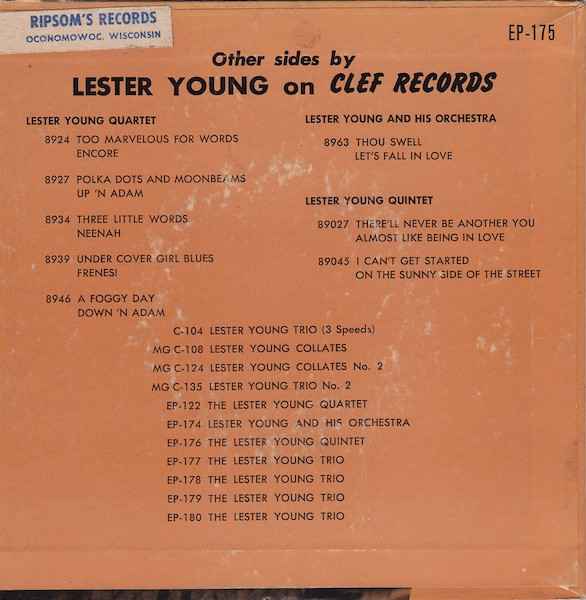 RIPSOM'S RECORDS
OCONOMOWOC, WISCONSIN
EP-175
Other sides by
LESTER YOUNG on CLEF RECORDS
LESTER YOUNG QUARTET
8924 TOO MARVELOUS FOR WORDS
ENCORE
8927 POLKA DOTS AND MOONBEAMS
UP 'N ADAM
8934 THREE LITTLE WORDS
NEENAH
8939 UNDER COVER GIRL BLUES
FRENESI
8946 A FOGGY DAY
DOWN 'N ADAM
LESTER YOUNG AND HIS ORCHESTRA
8963 THOU SWELL
LET'S FALL IN LOVE
LESTER YOUNG QUINTET
89027 THERE'LL NEVER BE ANOTHER YOU
ALMOST LIKE BEING IN LOVE
89045 I CAN'T GET STARTED
ON THE SUNNY SIDE OF THE STREET
C-104 LESTER YOUNG TRIO (3 Speeds)
MG C-108 LESTER YOUNG COLLATES
MG C-124 LESTER YOUNG COLLATES No. 2
MG C-135 LESTER YOUNG TRIO No. 2
EP-122 THE LESTER YOUNG QUARTET
EP-174 LESTER YOUNG AND HIS ORCHESTRA
EP-176 THE LESTER YOUNG QUINTET
EP-177 THE LESTER YOUNG TRIO
EP-178 THE LESTER YOUNG TRIO
EP-179 THE LESTER YOUNG TRIO
EP-180 THE LESTER YOUNG TRIO